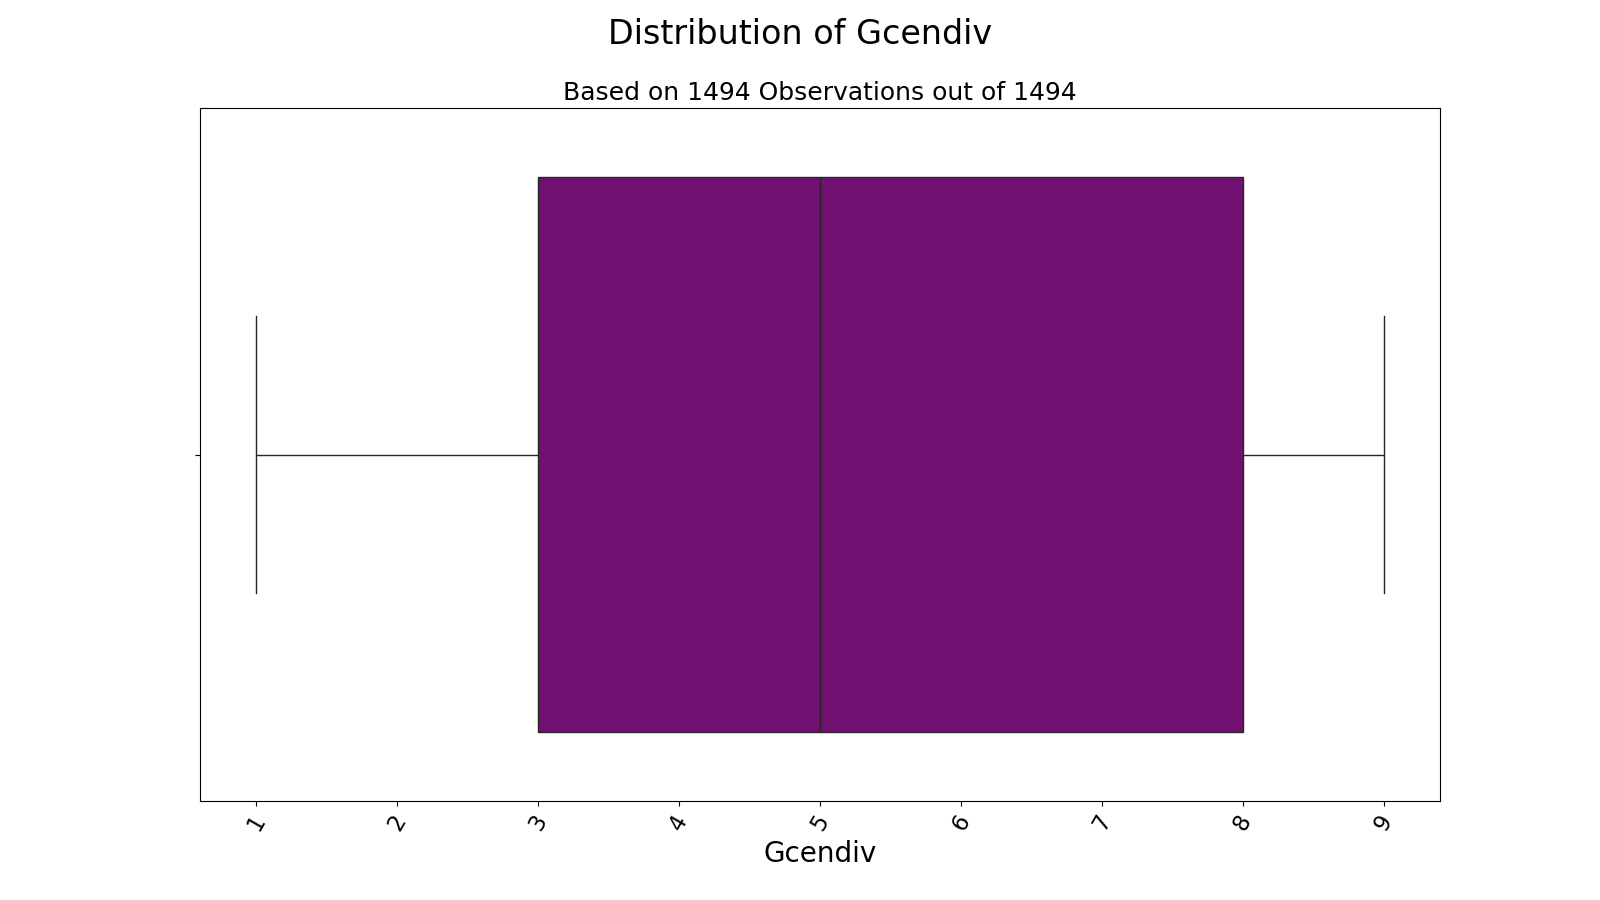 Distribution of Gcendiv
Based on 1494 Observations out of 1494
1 2 3 4 5 6 7 8 9
Gcendiv